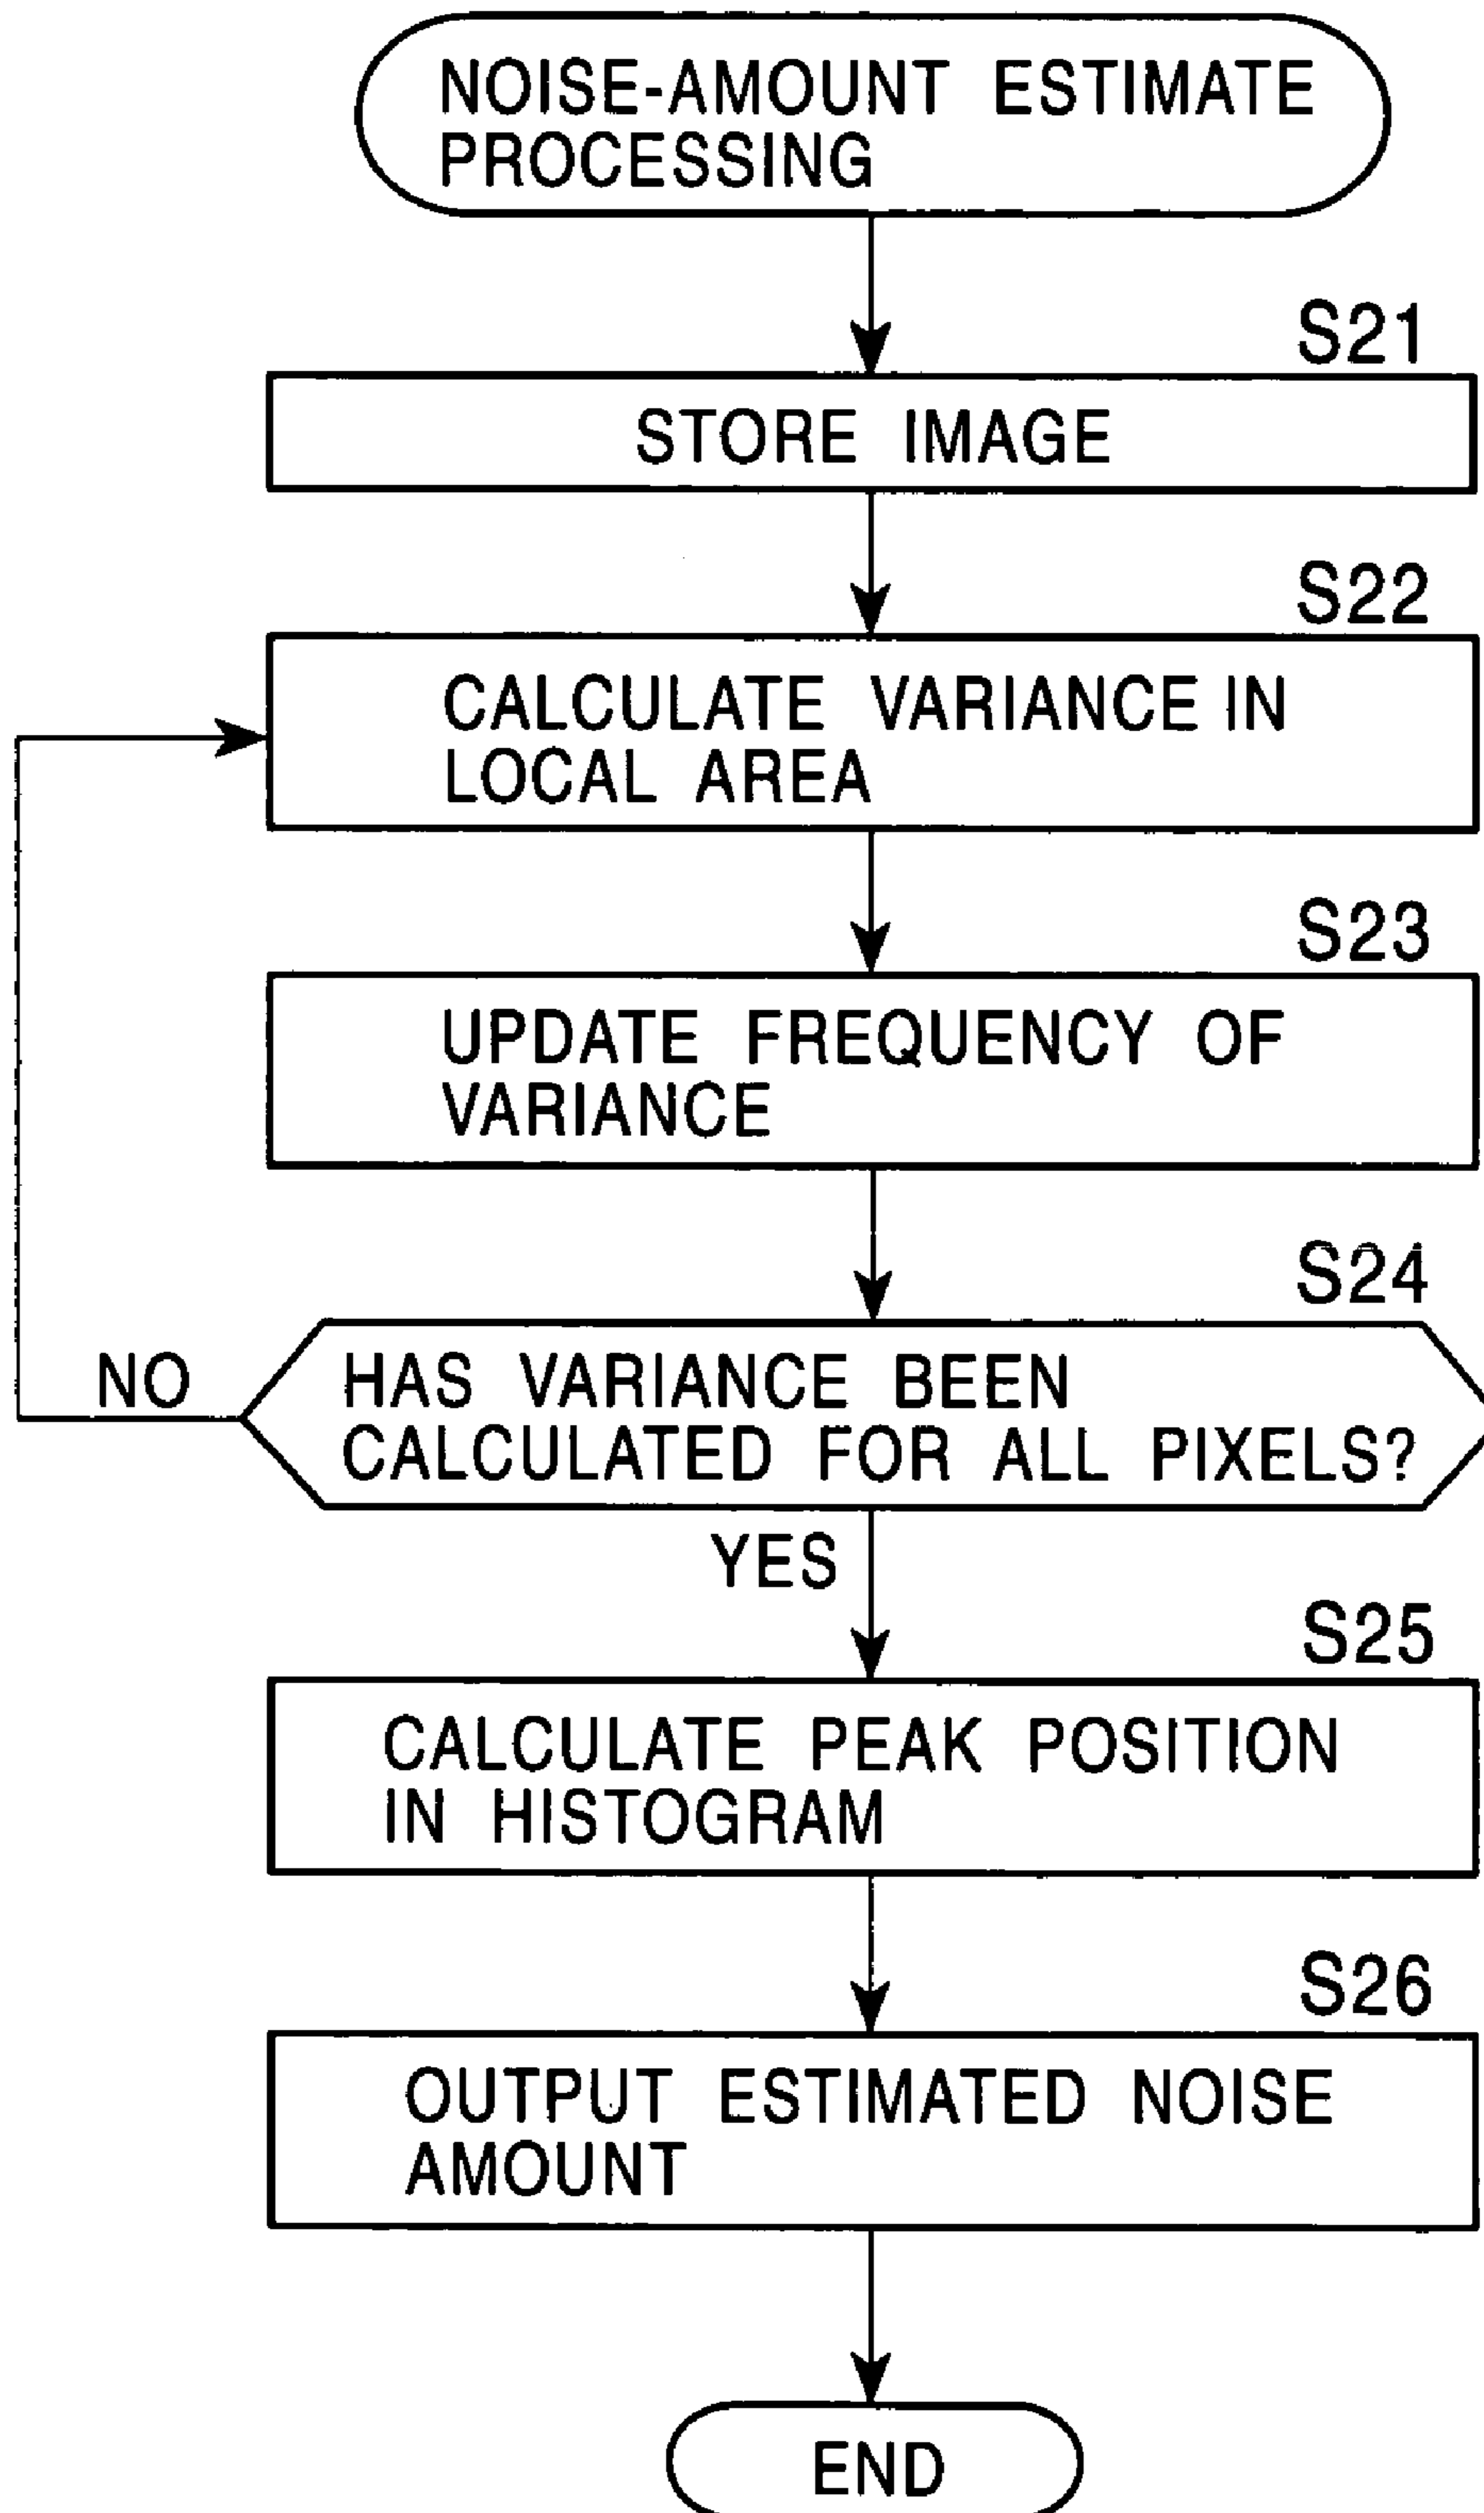 NOISE-AMOUNT ESTIMATE
PROCESSING
S21
STORE IMAGE
S22
CALCULATE VARIANCE IN
LOCAL AREA
S23
UPDATE FREQUENCY OF
VARIANCE
S24
NO
HAS VARIANCE BEEN
CALCULATED FOR ALL PIXELS?
YES
S25
CALCULATE PEAK POSITION
IN HISTOGRAM
S26
OUTPUT ESTIMATED NOISE
AMOUNT
END